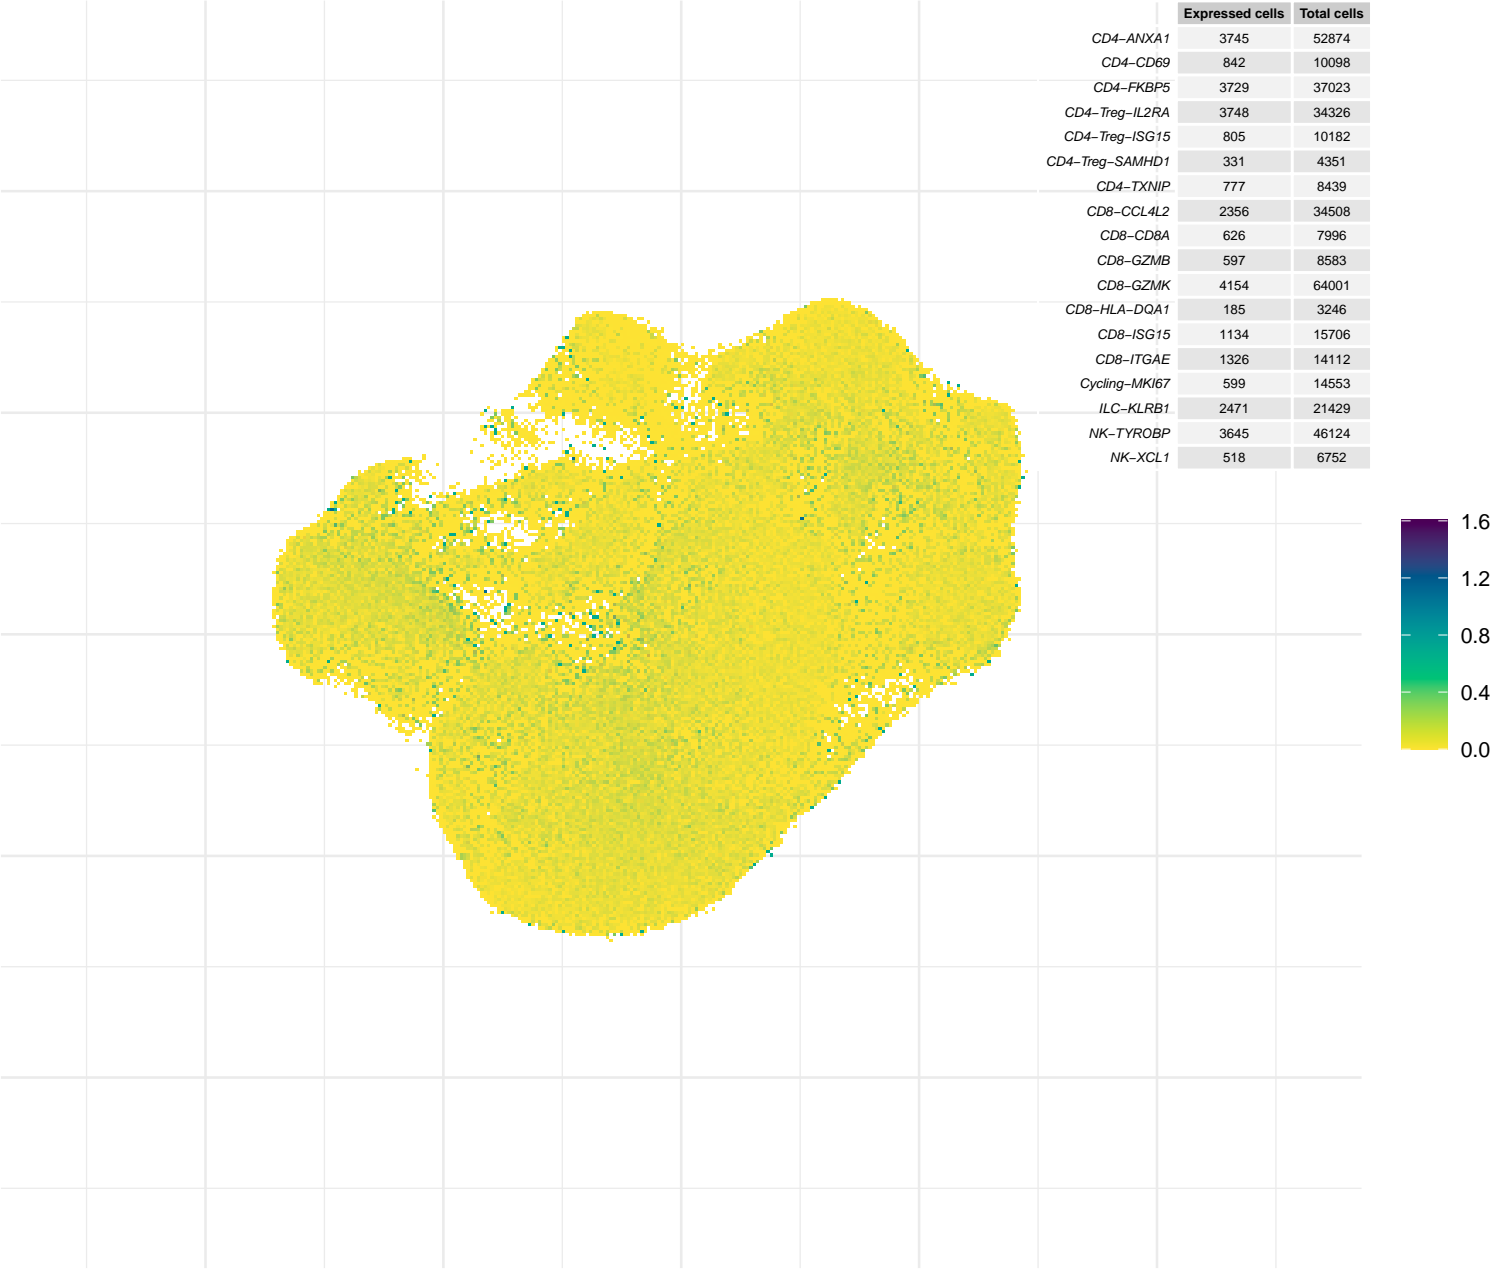 Expressed cells Total cells
CD4−ANXA1 3745 52874
CD4−CD69 842 10098
CD4−FKBP5 3729 37023
CD4−Treg−IL2RA 3748 34326
CD4−Treg−ISG15 805 10182
CD4−Treg−SAMHD1 331 4351
CD4−TXNIP 777 8439
CD8−CCL4L2 2356 34508
CD8−CD8A 626 7996
CD8−GZMB 597 8583
CD8−GZMK 4154 64001
CD8−HLA−DQA1 185 3246
CD8−ISG15 1134 15706
CD8−ITGAE 1326 14112
Cycling−MKI67 599 14553
ILC−KLRB1 2471 21429
NK−TYROBP 3645 46124
NK−XCL1 518 6752
1.6
1.2
0.8
0.4
0.0